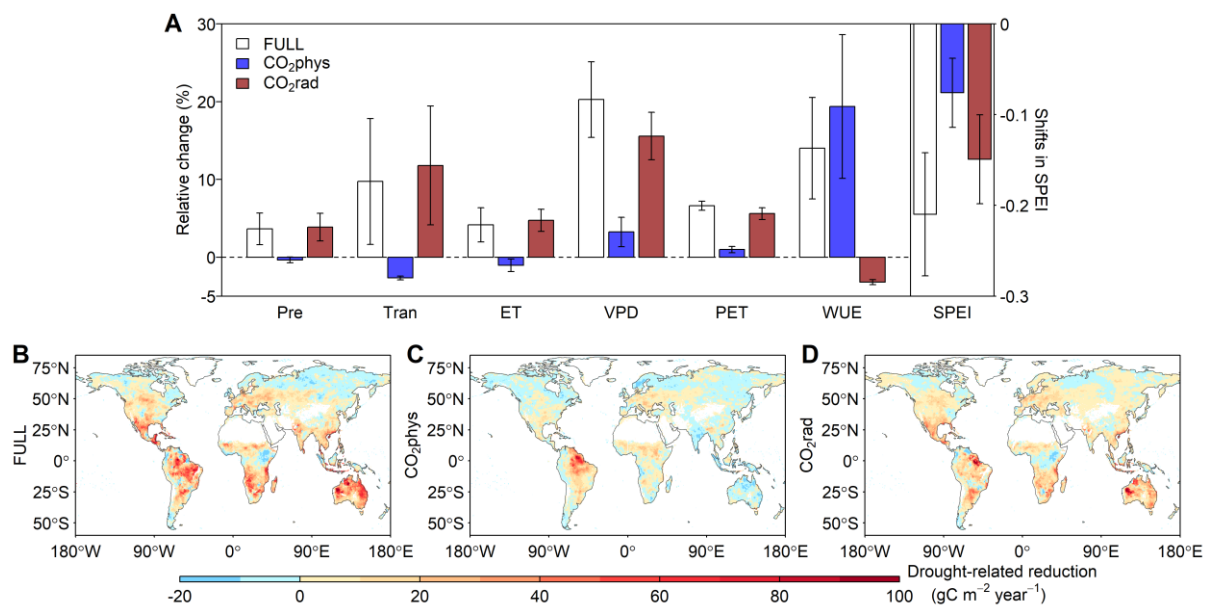 A
30
20
10
0
-5
Relative change (%)
FULL
CO₂phys
CO₂rad
0
-0.1
-0.2
-0.3
Shifts in SPEI
Pre Tran ET VPD PET WUE SPEI
B
FULL
75°N
50°N
25°N
0°
25°S
50°S
180°W 90°W 0° 90°E 180°E
C
CO₂phys
75°N
50°N
25°N
0°
25°S
50°S
180°W 90°W 0° 90°E 180°E
D
CO₂rad
75°N
50°N
25°N
0°
25°S
50°S
180°W 90°W 0° 90°E 180°E
-20 0 20 40 60 80 100
Drought-related reduction
(gC m⁻² year⁻¹)